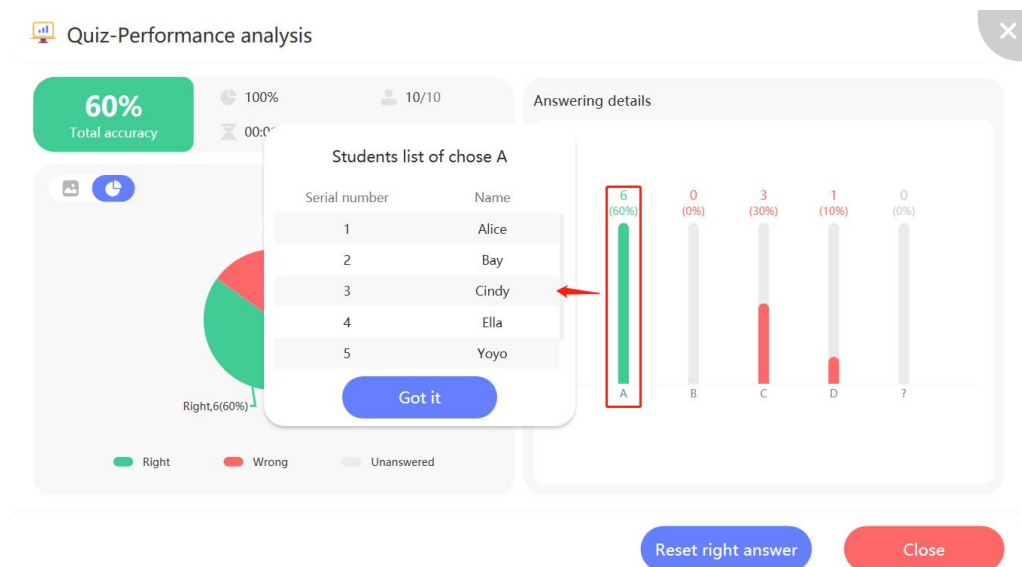 Quiz-Performance analysis
60%
Total accuracy
100%
10/10
Answering details
Students list of chose A
Serial number Name
1 Alice
2 Bay
3 Cindy
4 Ella
5 Yoyo
Got it
Right,6(60%)
Right Wrong Unanswered
6 0 3 1 0
(60%) (0%) (30%) (10%) (0%)
A B C D ?
Reset right answer Close